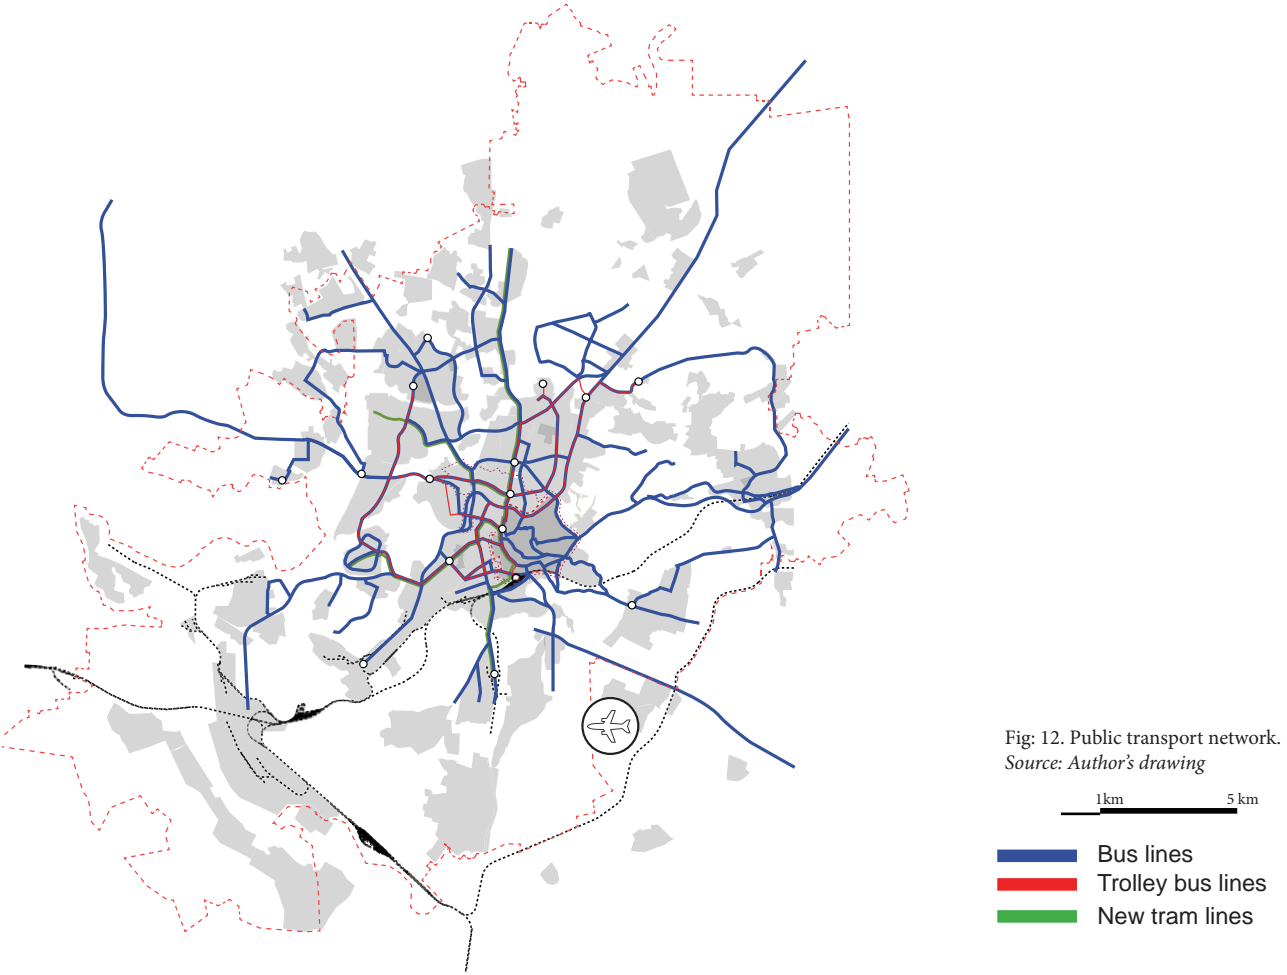 Fig: 12. Public transport network.
Source: Author's drawing
1km 5 km
Bus lines
Trolley bus lines
New tram lines